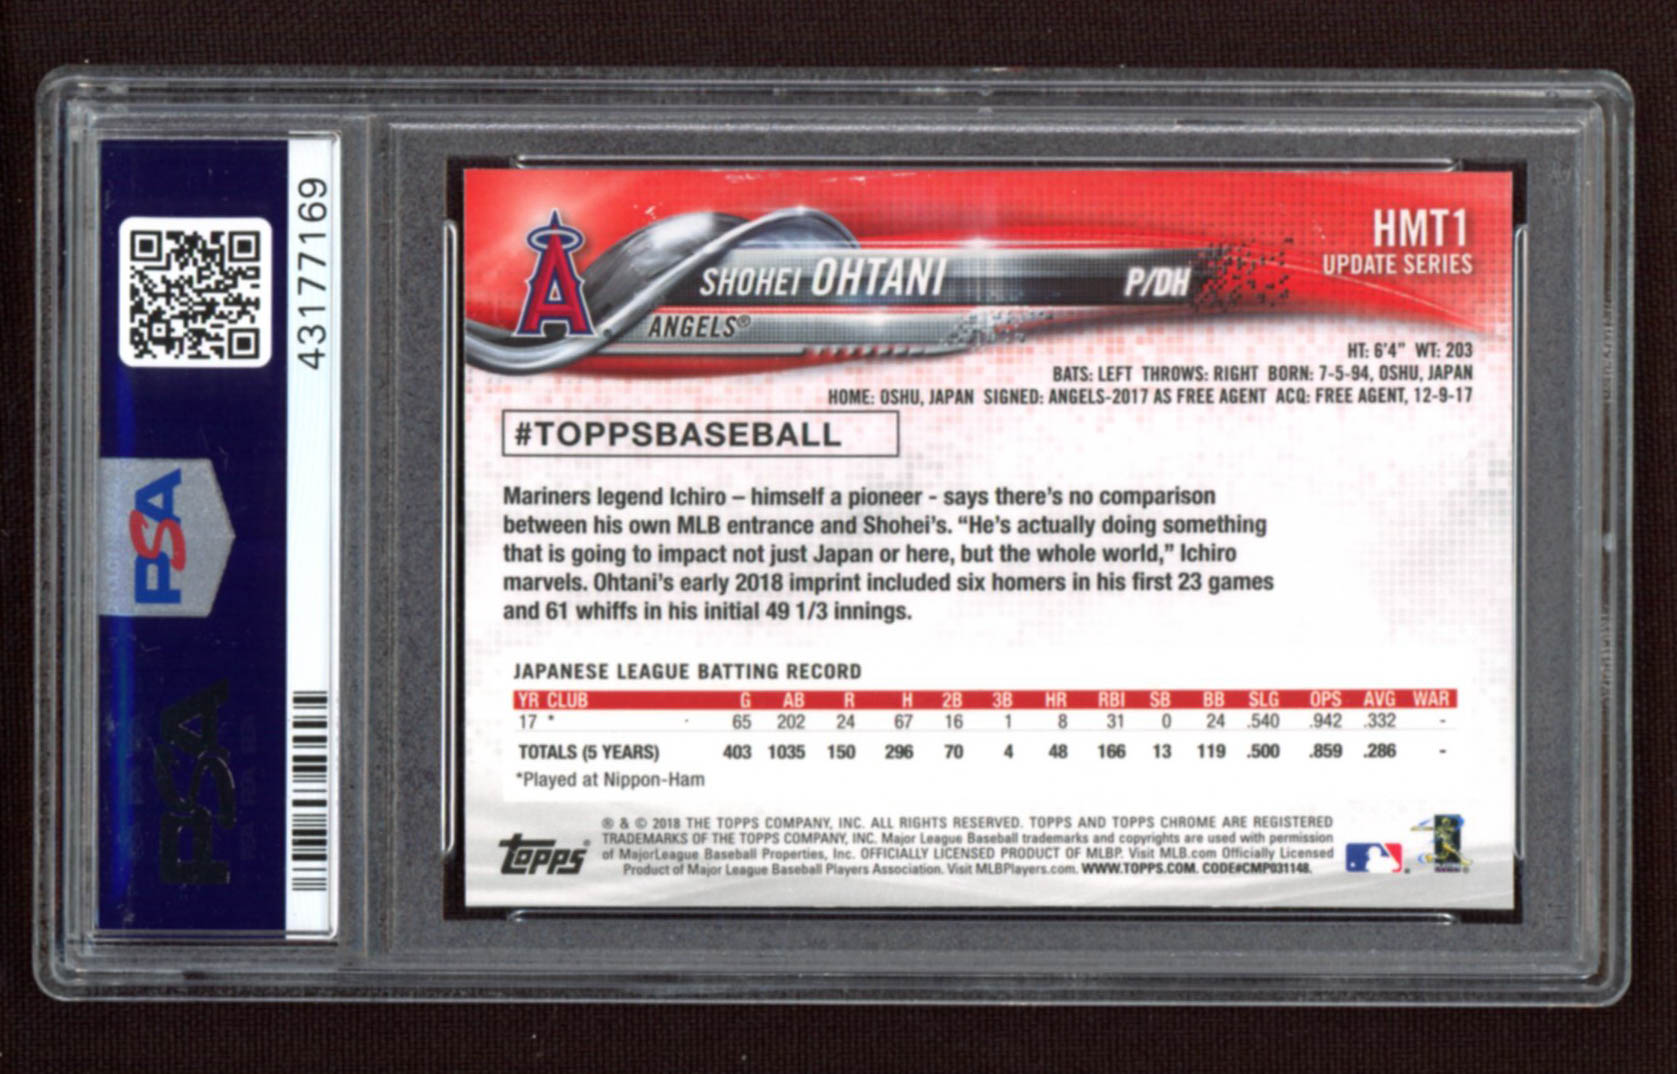 43177169
PSA
PSA
SHOHEI OHTANI
P/DH
ANGELS®
HMT1
UPDATE SERIES
HT: 6'4" WT: 203
BATS: LEFT THROWS: RIGHT BORN: 7-5-94, OSHU, JAPAN
HOME: OSHU, JAPAN SIGNED: ANGELS-2017 AS FREE AGENT ACQ: FREE AGENT, 12-9-17
#TOPPSBASEBALL
Mariners legend Ichiro – himself a pioneer - says there's no comparison
between his own MLB entrance and Shohei's. “He's actually doing something
that is going to impact not just Japan or here, but the whole world,” Ichiro
marvels. Ohtani's early 2018 imprint included six homers in his first 23 games
and 61 whiffs in his initial 49 1/3 innings.
JAPANESE LEAGUE BATTING RECORD
YR CLUB G AB R H 2B 3B HR RBI SB BB SLG OPS AVG WAR
17 * 65 202 24 67 16 1 8 31 0 24 .540 .942 .332 -
TOTALS (5 YEARS) 403 1035 150 296 70 4 48 166 13 119 .500 .859 .286 -
*Played at Nippon-Ham
topps®
® & © 2018 THE TOPPS COMPANY, INC. ALL RIGHTS RESERVED. TOPPS AND TOPPS CHROME ARE REGISTERED
TRADEMARKS OF THE TOPPS COMPANY, INC. Major League Baseball trademarks and copyrights are used with permission
of MajorLeague Baseball Properties, Inc. OFFICIALLY LICENSED PRODUCT OF MLBP. Visit MLB.com Officially Licensed
Product of Major League Baseball Players Association. Visit MLBPlayers.com. WWW.TOPPS.COM. CODE#CMP031148.